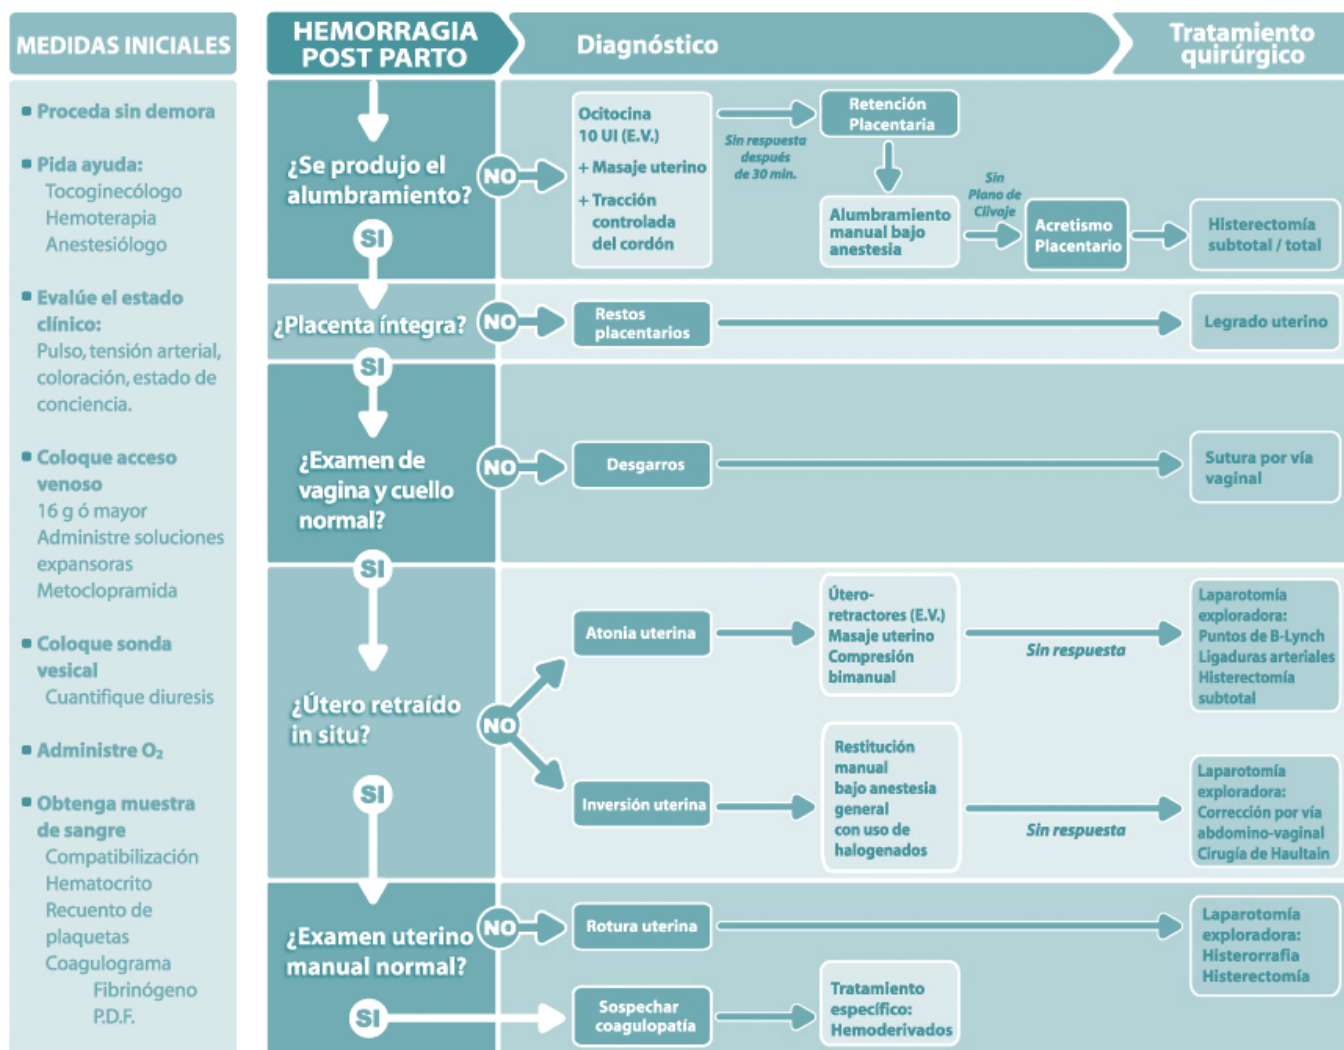 MEDIDAS INICIALES
Proceda sin demora
Pida ayuda:
Tocoginecólogo
Hemoterapia
Anestesiólogo
Evalúe el estado
clínico:
Pulso, tensión arterial,
coloración, estado de
conciencia.
Coloque acceso
venoso
16 g ó mayor
Administre soluciones
expansoras
Metoclopramida
Coloque sonda
vesical
Cuantifique diuresis
Administre O₂
Obtenga muestra
de sangre
Compatibilización
Hematocrito
Recuento de
plaquetas
Coagulograma
Fibrinógeno
P.D.F.
HEMORRAGIA
POST PARTO
Diagnóstico
Tratamiento
quirúrgico
¿Se produjo el
alumbramiento?
NO
Ocitocina
10 UI (E.V.)
+ Masaje uterino
+ Tracción
controlada
del cordón
Sin respuesta
después
de 30 min.
Retención
Placentaria
Alumbramiento
manual bajo
anestesia
Sin
Plano de
Clivaje
Acretismo
Placentario
Histerectomía
subtotal / total
SI
¿Placenta íntegra?
NO
Restos
placentarios
Legrado uterino
SI
¿Examen de
vagina y cuello
normal?
NO
Desgarros
Sutura por vía
vaginal
SI
¿Útero retraído
in situ?
NO
Atonia uterina
Útero-
retractores (E.V.)
Masaje uterino
Compresión
bimanual
Sin respuesta
Laparotomía
exploradora:
Puntos de B-Lynch
Ligaduras arteriales
Histerectomía
subtotal
Inversión uterina
Restitución
manual
bajo anestesia
general
con uso de
halogenados
Sin respuesta
Laparotomía
exploradora:
Corrección por vía
abdomino-vaginal
Cirugía de Haultain
SI
¿Examen uterino
manual normal?
NO
Rotura uterina
Laparotomía
exploradora:
Histerorrafia
Histerectomía
SI
Sospechar
coagulopatía
Tratamiento
específico:
Hemoderivados